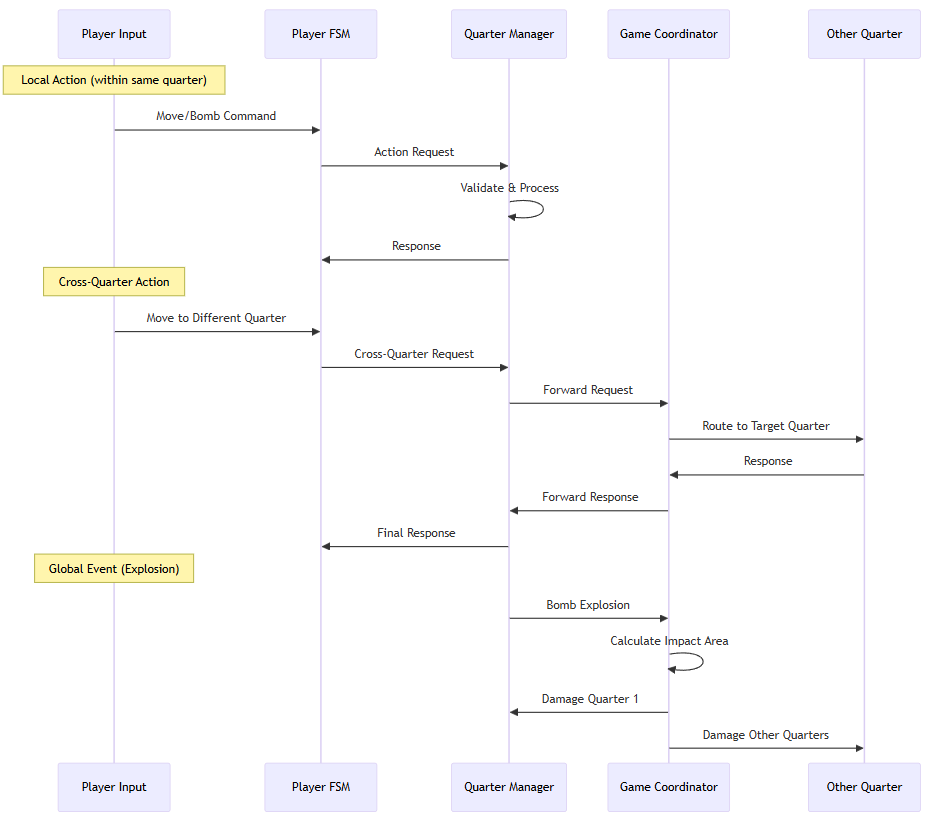 Player Input
Player FSM
Quarter Manager
Game Coordinator
Other Quarter
Local Action (within same quarter)
Move/Bomb Command
Action Request
Validate & Process
Response
Cross-Quarter Action
Move to Different Quarter
Cross-Quarter Request
Forward Request
Route to Target Quarter
Response
Forward Response
Final Response
Global Event (Explosion)
Bomb Explosion
Calculate Impact Area
Damage Quarter 1
Damage Other Quarters
Player Input
Player FSM
Quarter Manager
Game Coordinator
Other Quarter